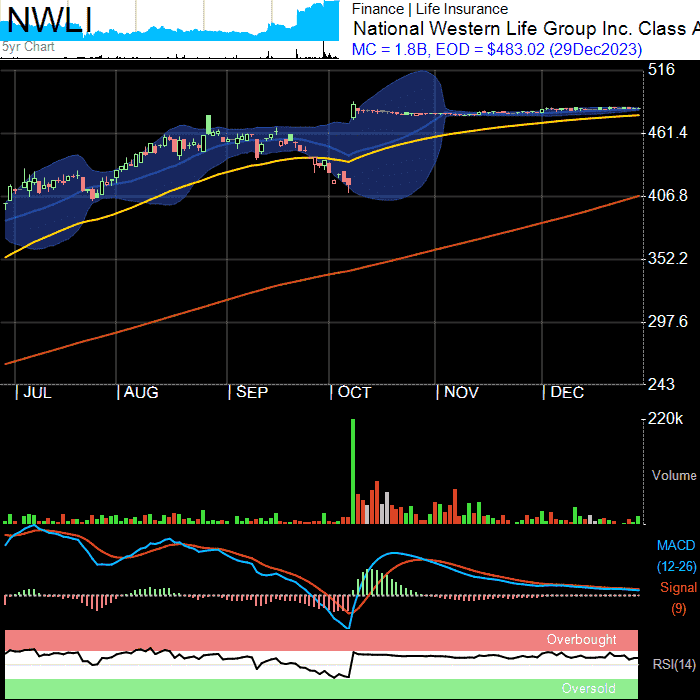 NWLI
5yr Chart
Finance | Life Insurance
National Western Life Group Inc. Class A
MC = 1.8B, EOD = $483.02 (29Dec2023)
516
461.4
406.8
352.2
297.6
243
JUL AUG SEP OCT NOV DEC
220k
Volume
MACD
(12-26)
Signal
(9)
Overbought
RSI(14)
Oversold